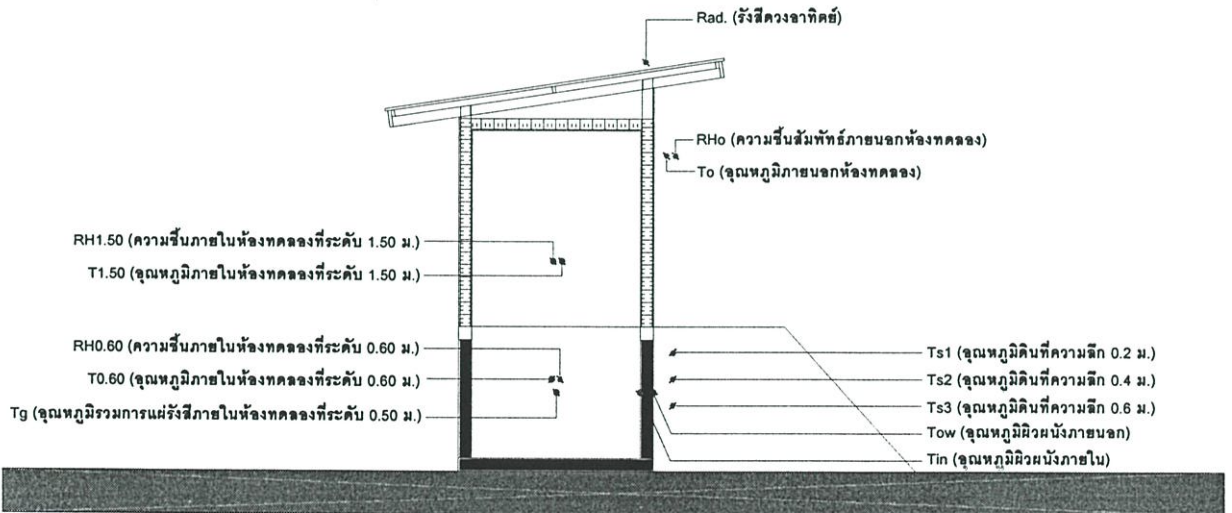 Rad. (รังสีดวงอาทิตย์)
RHo (ความชื้นสัมพัทธ์ภายนอกห้องทดลอง)
To (อุณหภูมิภายนอกห้องทดลอง)
RH1.50 (ความชื้นภายในห้องทดลองที่ระดับ 1.50 ม.)
T1.50 (อุณหภูมิภายในห้องทดลองที่ระดับ 1.50 ม.)
RH0.60 (ความชื้นภายในห้องทดลองที่ระดับ 0.60 ม.)
T0.60 (อุณหภูมิภายในห้องทดลองที่ระดับ 0.60 ม.)
Tg (อุณหภูมิรวมการแผ่รังสีภายในห้องทดลองที่ระดับ 0.50 ม.)
Ts1 (อุณหภูมิดินที่ความลึก 0.2 ม.)
Ts2 (อุณหภูมิดินที่ความลึก 0.4 ม.)
Ts3 (อุณหภูมิดินที่ความลึก 0.6 ม.)
Tow (อุณหภูมิผิวผนังภายนอก)
Tin (อุณหภูมิผิวผนังภายใน)